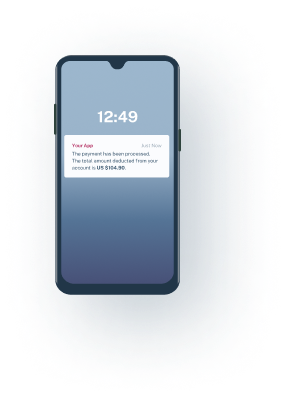 12:49
Your App Just Now
The payment has been processed.
The total amount deducted from your
account is US $104.90.